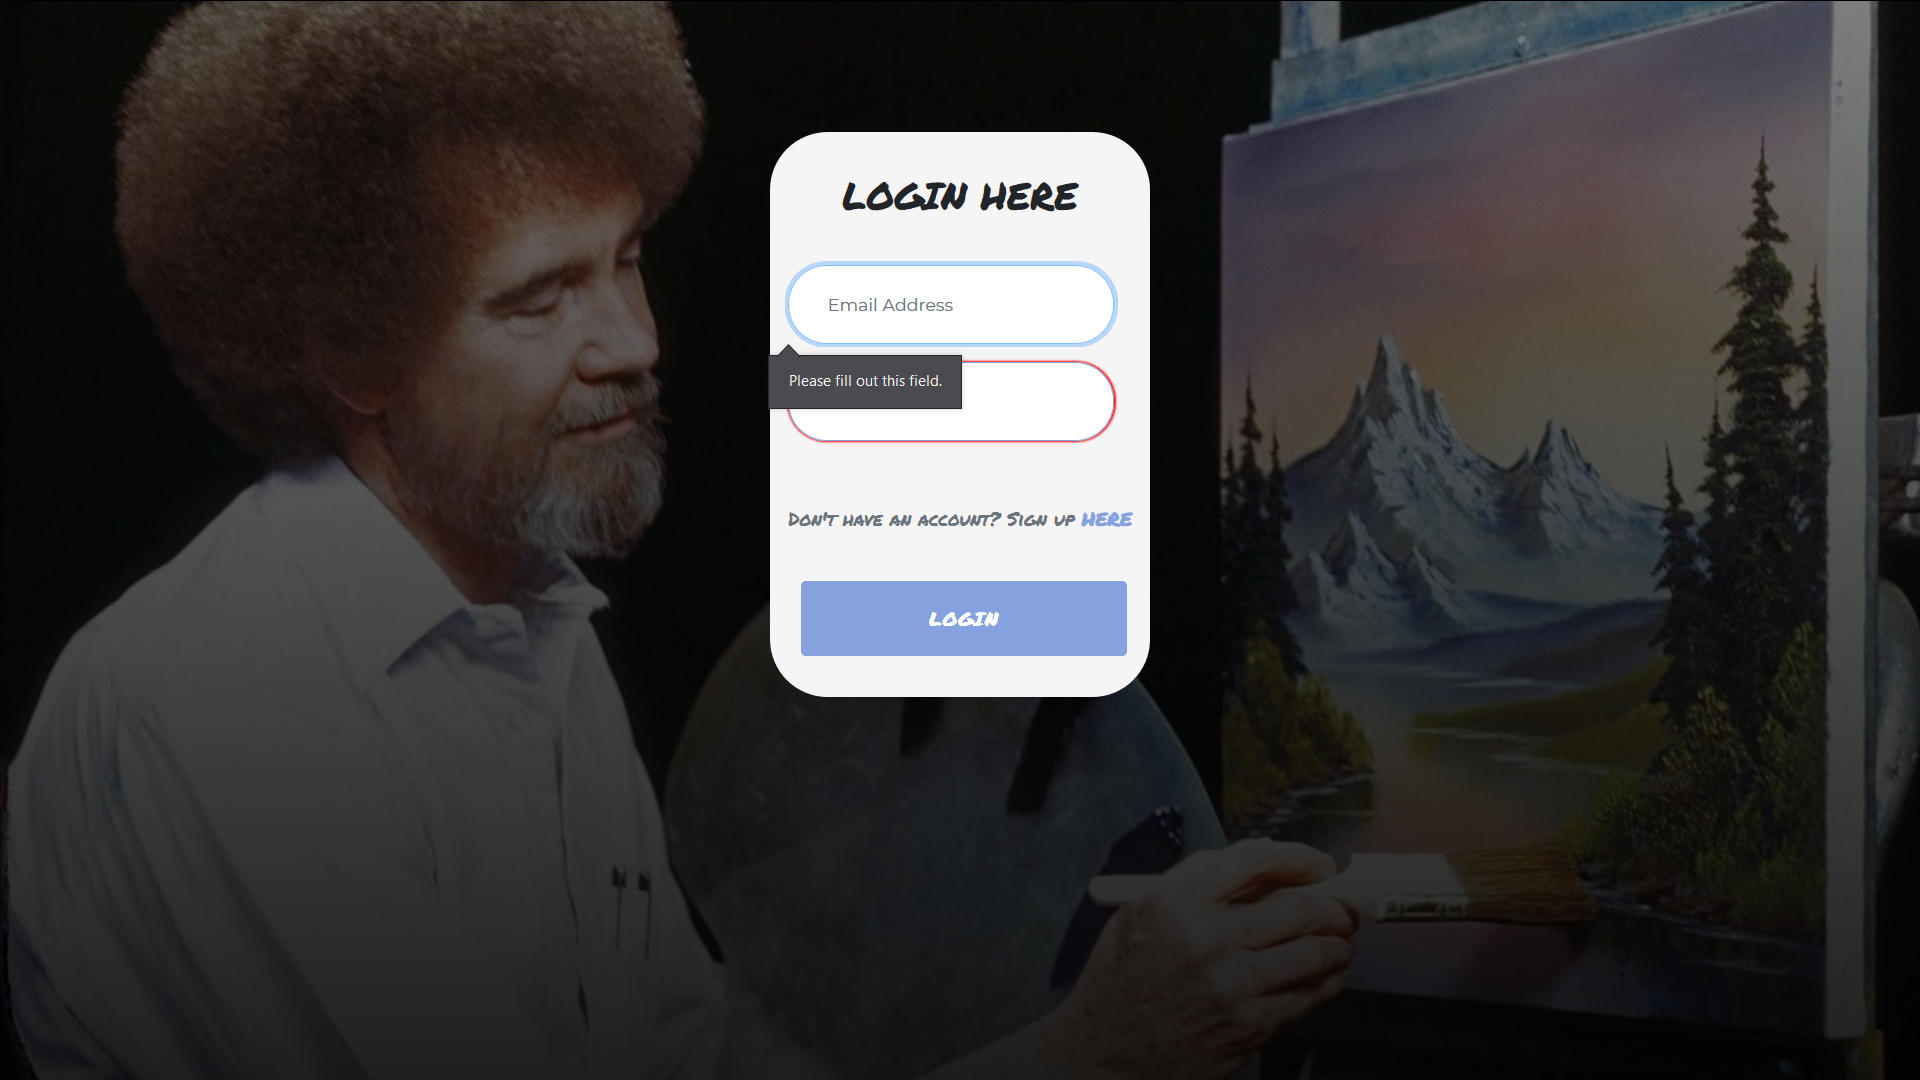 LOGIN HERE
Email Address
Please fill out this field.
Don't have an account? Sign up HERE
LOGIN